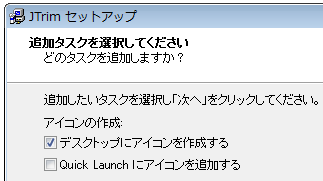 JTrim セットアップ
追加タスクを選択してください
どのタスクを追加しますか？
追加したいタスクを選択し「次へ」をクリックしてください。
アイコンの作成:
デスクトップにアイコンを作成する
Quick Launch にアイコンを追加する